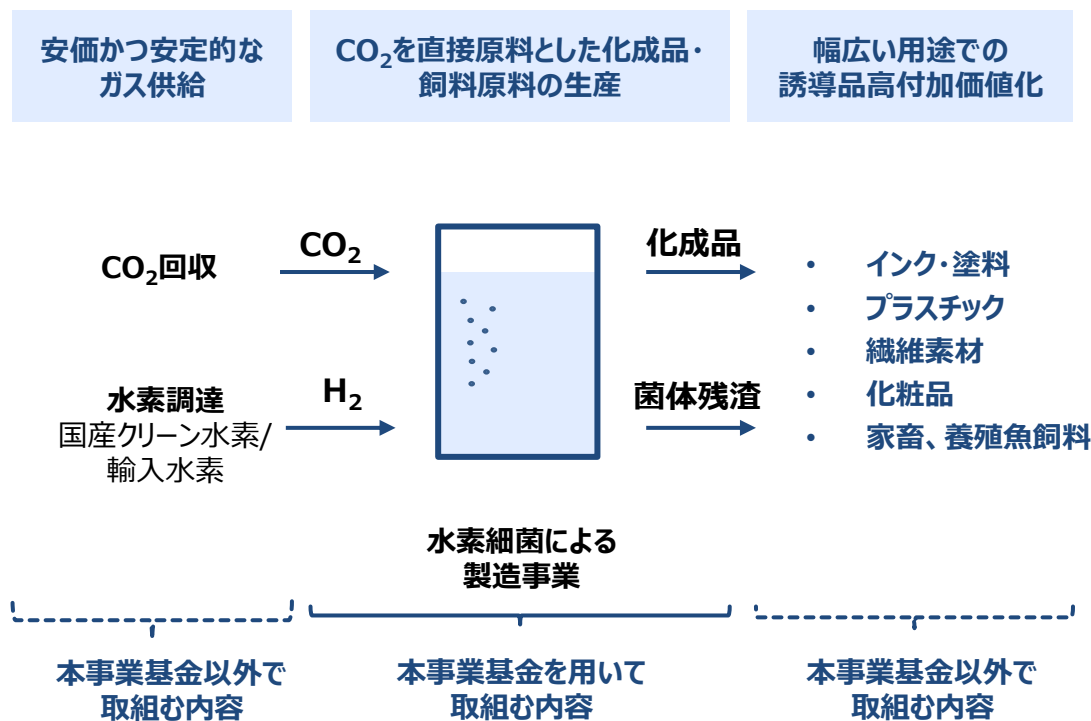 安価かつ安定的な
ガス供給
CO₂を直接原料とした化成品・
飼料原料の生産
幅広い用途での
誘導品高付加価値化
CO₂回収
CO₂
化成品
水素調達
国産クリーン水素/
輸入水素
H₂
菌体残渣
• インク・塗料
• プラスチック
• 繊維素材
• 化粧品
• 家畜、養殖魚飼料
水素細菌による
製造事業
本事業基金以外で
取組む内容
本事業基金を用いて
取組む内容
本事業基金以外で
取組む内容